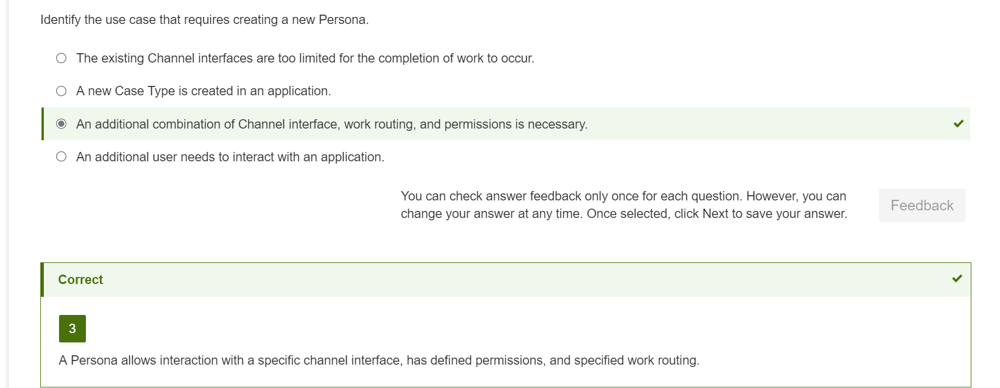 Identify the use case that requires creating a new Persona.
The existing Channel interfaces are too limited for the completion of work to occur.
A new Case Type is created in an application.
An additional combination of Channel interface, work routing, and permissions is necessary.
An additional user needs to interact with an application.
You can check answer feedback only once for each question. However, you can
change your answer at any time. Once selected, click Next to save your answer.
Feedback
Correct
3
A Persona allows interaction with a specific channel interface, has defined permissions, and specified work routing.